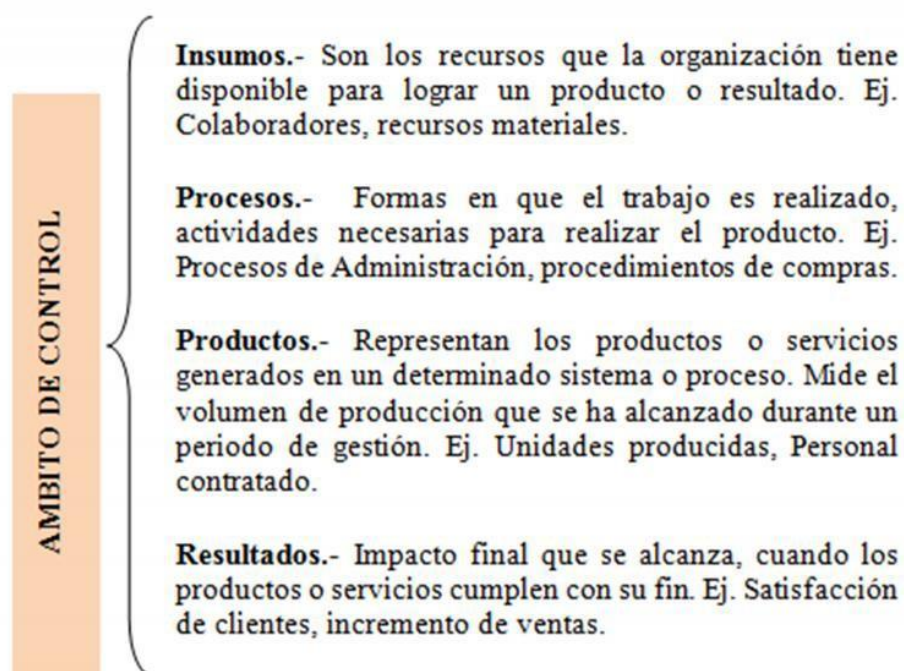 AMBITO DE CONTROL
Insumos.- Son los recursos que la organización tiene
disponible para lograr un producto o resultado. Ej.
Colaboradores, recursos materiales.
Procesos.- Formas en que el trabajo es realizado,
actividades necesarias para realizar el producto. Ej.
Procesos de Administración, procedimientos de compras.
Productos.- Representan los productos o servicios
generados en un determinado sistema o proceso. Mide el
volumen de producción que se ha alcanzado durante un
periodo de gestión. Ej. Unidades producidas, Personal
contratado.
Resultados.- Impacto final que se alcanza, cuando los
productos o servicios cumplen con su fin. Ej. Satisfacción
de clientes, incremento de ventas.